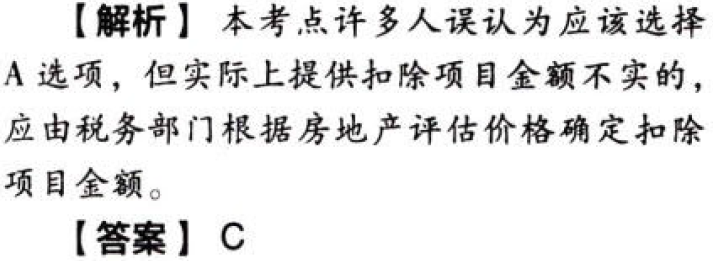 【解析】 本考点许多人误认为应该选择
A 选项，但实际上提供扣除项目金额不实的，
应由税务部门根据房地产评估价格确定扣除
项目金额。
【答案】 C